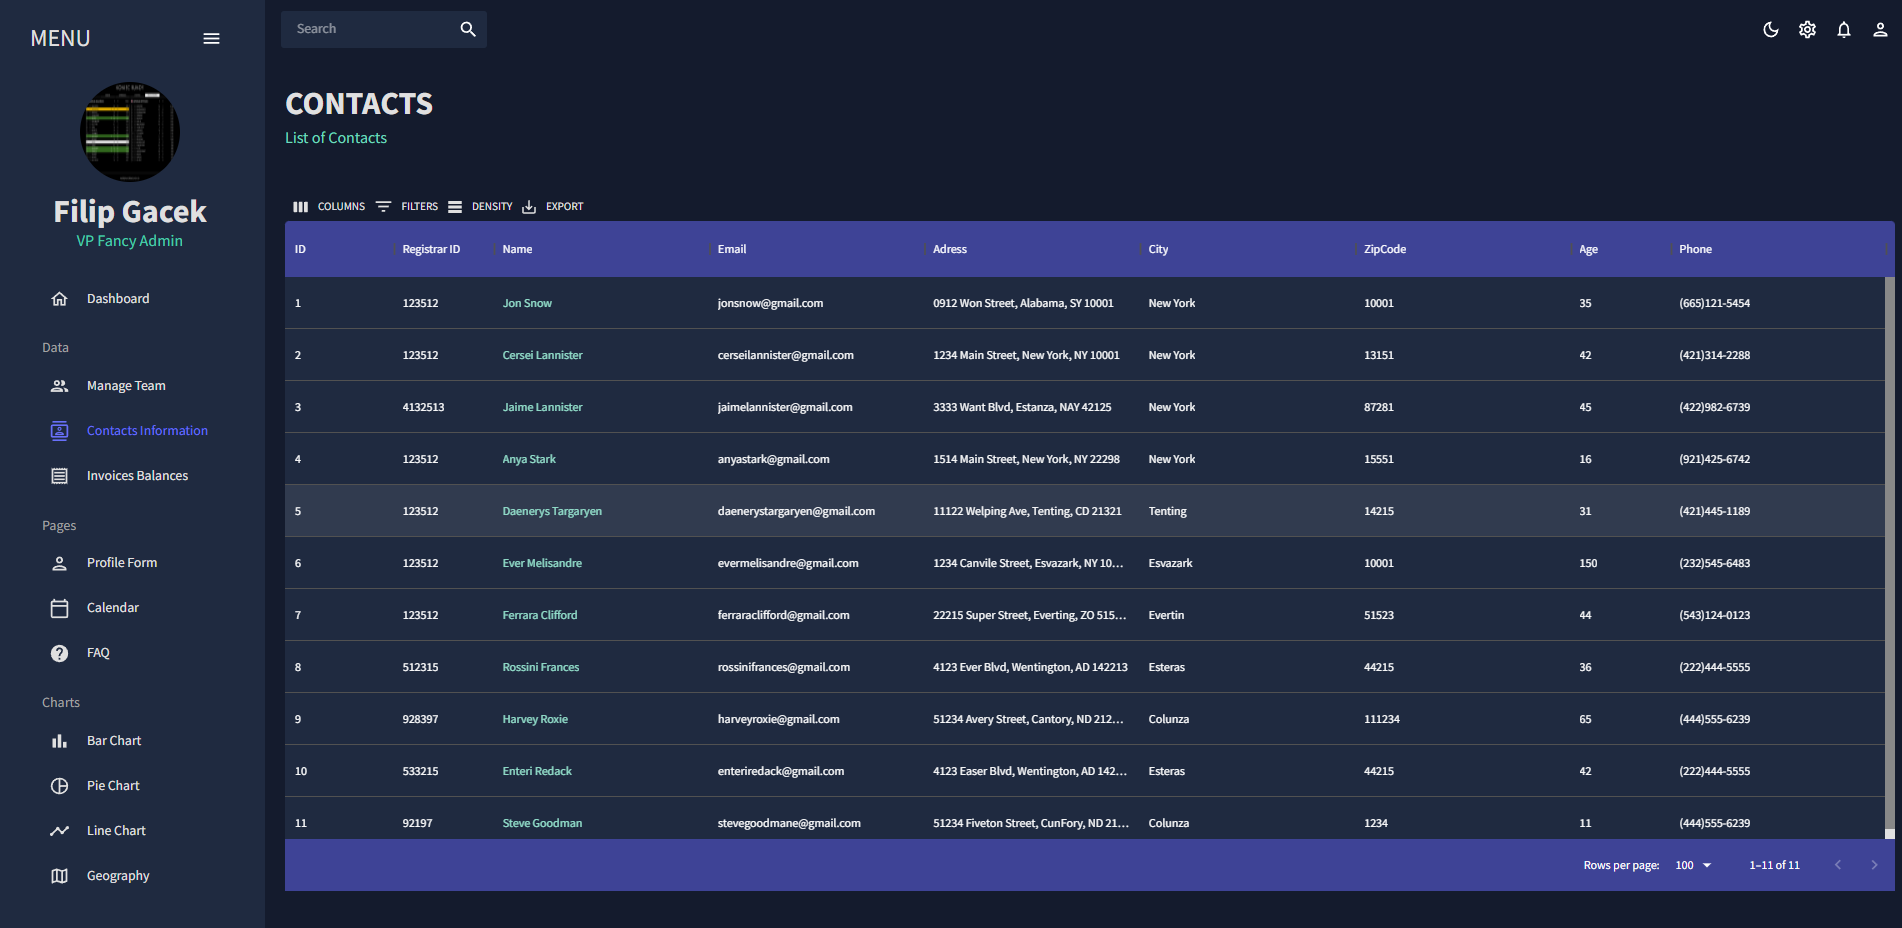 MENU
Filip Gacek
VP Fancy Admin
Dashboard
Data
Manage Team
Contacts Information
Invoices Balances
Pages
Profile Form
Calendar
FAQ
Charts
Bar Chart
Pie Chart
Line Chart
Geography
Search
CONTACTS
List of Contacts
COLUMNS FILTERS DENSITY EXPORT
ID Registrar ID Name Email Adress City ZipCode Age Phone
1 123512 Jon Snow jonsnow@gmail.com 0912 Won Street, Alabama, SY 10001 New York 10001 35 (665)121-5454
2 123512 Cersei Lannister cerseilannister@gmail.com 1234 Main Street, New York, NY 10001 New York 13151 42 (421)314-2288
3 4132513 Jaime Lannister jaimelannister@gmail.com 3333 Want Blvd, Estanza, NAY 42125 New York 87281 45 (422)982-6739
4 123512 Anya Stark anyastark@gmail.com 1514 Main Street, New York, NY 22298 New York 15551 16 (921)425-6742
5 123512 Daenerys Targaryen daenerystargaryen@gmail.com 11122 Welping Ave, Tenting, CD 21321 Tenting 14215 31 (421)445-1189
6 123512 Ever Melisandre evermelisandre@gmail.com 1234 Canvile Street, Esvazark, NY 10... Esvazark 10001 150 (232)545-6483
7 123512 Ferrara Clifford ferraraclifford@gmail.com 22215 Super Street, Everting, ZO 515... Evertin 51523 44 (543)124-0123
8 512315 Rossini Frances rossinifrances@gmail.com 4123 Ever Blvd, Wentington, AD 142213 Esteras 44215 36 (222)444-5555
9 928397 Harvey Roxie harveyroxie@gmail.com 51234 Avery Street, Cantory, ND 212... Colunza 111234 65 (444)555-6239
10 533215 Enteri Redack enteriredack@gmail.com 4123 Easer Blvd, Wentington, AD 142... Esteras 44215 42 (222)444-5555
11 92197 Steve Goodman stevegoodmane@gmail.com 51234 Fiveton Street, CunFory, ND 21... Colunza 1234 11 (444)555-6239
Rows per page: 100 1–11 of 11